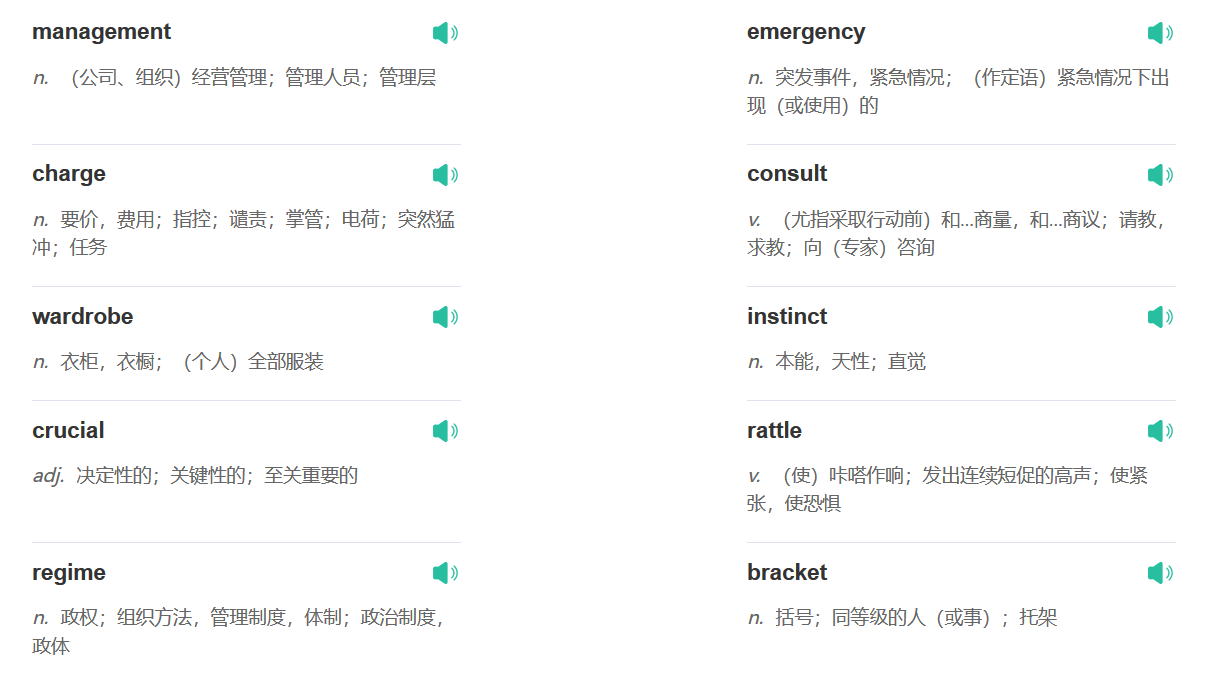 management
n. （公司、组织）经营管理；管理人员；管理层
emergency
n. 突发事件，紧急情况；（作定语）紧急情况下出
现（或使用）的
charge
n. 要价，费用；指控；谴责；掌管；电荷；突然猛
冲；任务
consult
v. （尤指采取行动前）和...商量，和...商议；请教，
求教；向（专家）咨询
wardrobe
n. 衣柜，衣橱；（个人）全部服装
instinct
n. 本能，天性；直觉
crucial
adj. 决定性的；关键性的；至关重要的
rattle
v. （使）咔嗒作响；发出连续短促的高声；使紧
张，使恐惧
regime
n. 政权；组织方法，管理制度，体制；政治制度，
政体
bracket
n. 括号；同等级的人（或事）；托架